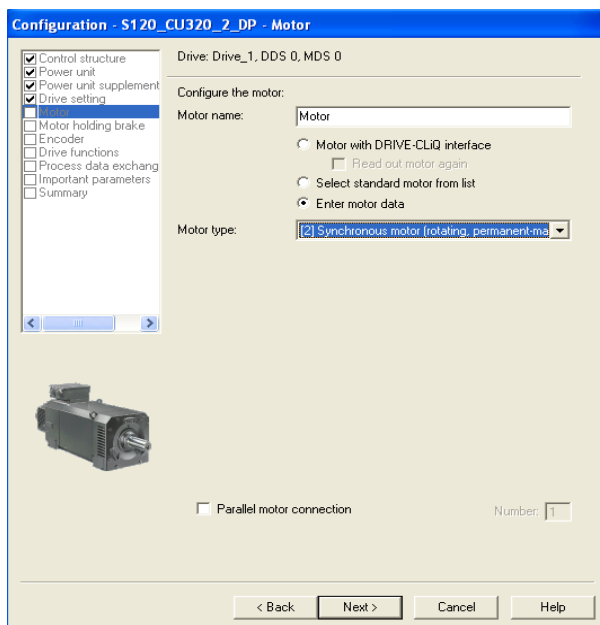 Configuration - S120_CU320_2_DP - Motor
Control structure
Power unit
Power unit supplement
Drive setting
Motor
Motor holding brake
Encoder
Drive functions
Process data exchang
Important parameters
Summary
Drive: Drive_1, DDS 0, MDS 0
Configure the motor:
Motor name: Motor
Motor with DRIVE-CLiQ interface
Read out motor again
Select standard motor from list
Enter motor data
Motor type: [2] Synchronous motor (rotating, permanent-ma
Parallel motor connection Number: 1
< Back Next > Cancel Help